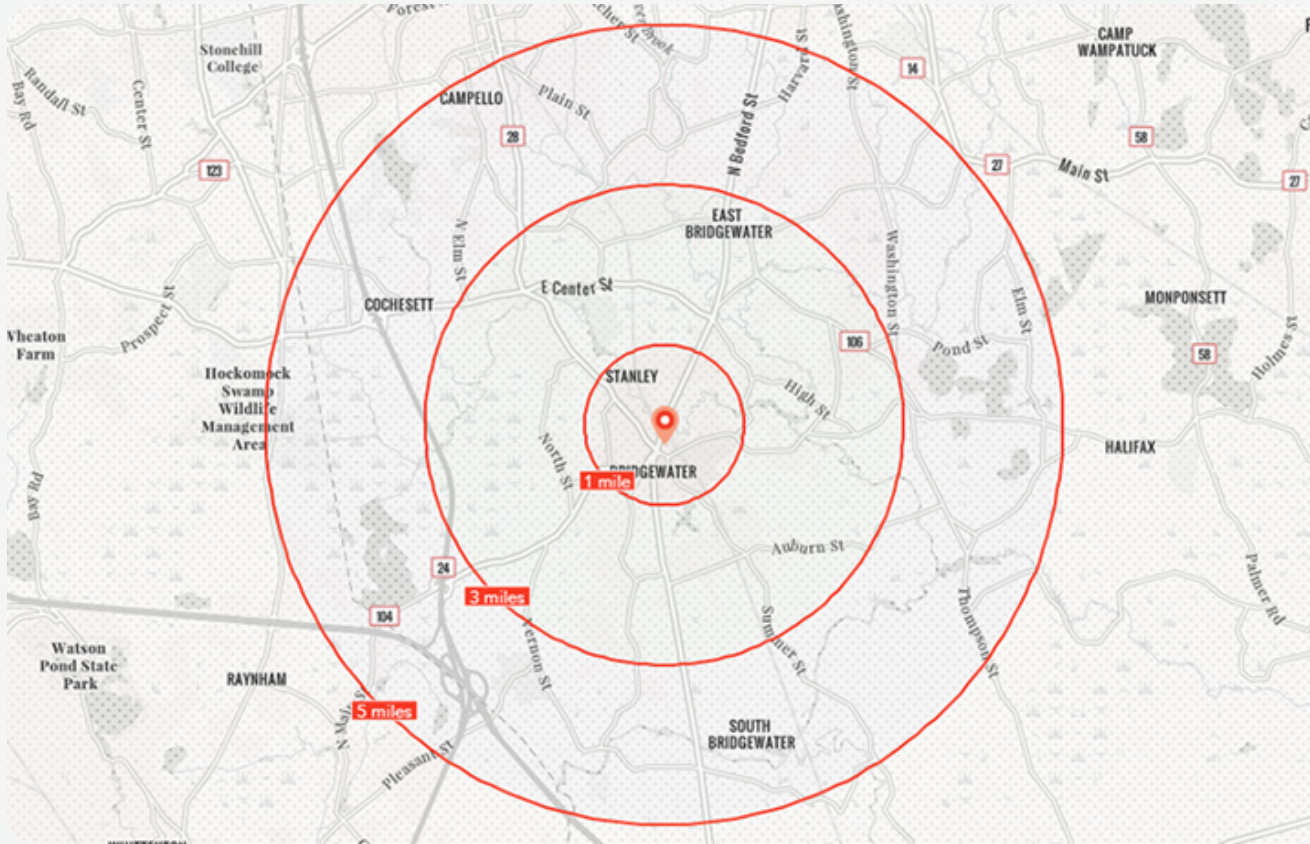 Forest
Stonehill
College
CAMP
WAMPATUCK
Randall St
Bay Rd
Center St
CAMPELLO
Plain St
Brook
Harvard St
Washington St
14
28
N Bedford St
58
123
27
Main St
27
N Elm St
EAST
BRIDGEWATER
Washington St
E Center St
COCHESETT
Prospect St
Elm St
MONPONSETT
Wheaton
Farm
106
Pond St
58
Holmes St
Hockomock
Swamp
Wildlife
Management
Area
STANLEY
High St
North St
BRIDGEWATER
1 mile
HALIFAX
Bay Rd
Auburn St
24
3 miles
104
Palmer Rd
Thompson St
Vernon St
Summer St
Watson
Pond State
Park
RAYNHAM
5 miles
N Main St
SOUTH
BRIDGEWATER
Pleasant St